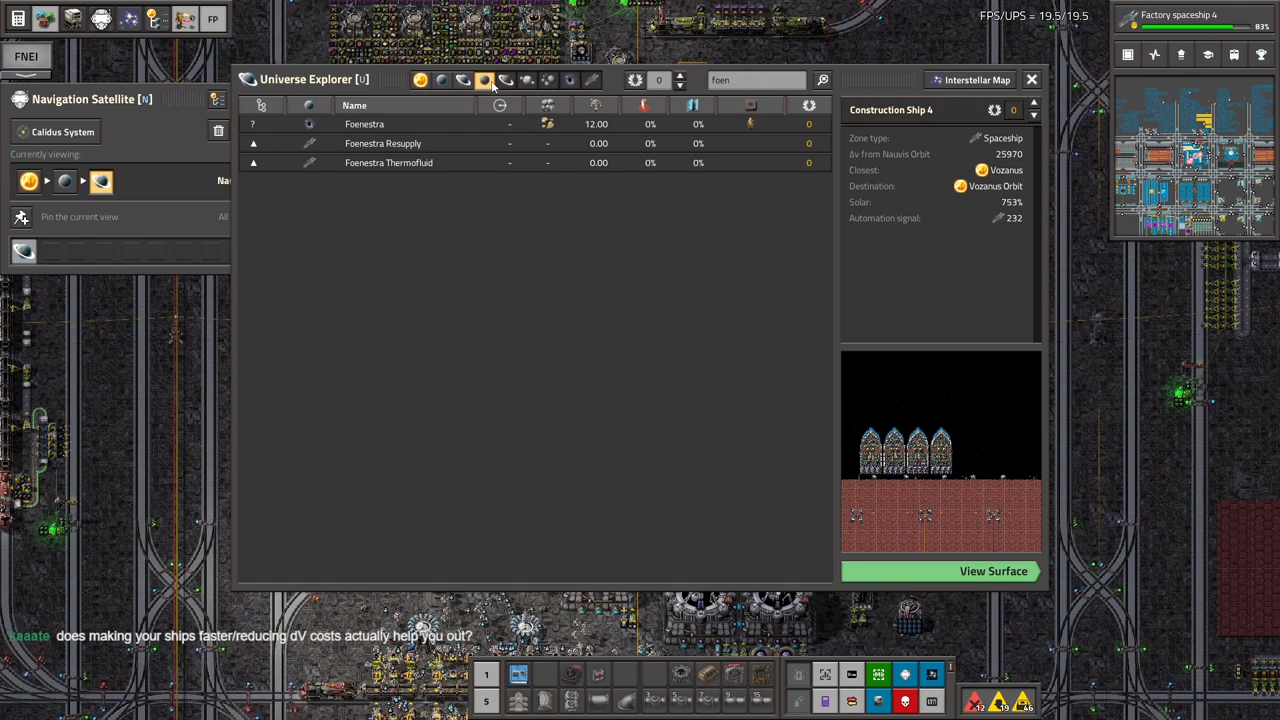 FP
FPS/UPS = 19.5/19.5
Factory spaceship 4
83%
FNEI
Universe Explorer [U]
0
foen
Interstellar Map
Navigation Satellite [N]
Name
Construction Ship 4
0
? Foenestra - 12.00 0% 0% 0
Calidus System
Zone type: Spaceship
Foenestra Resupply - - 0.00 0% 0% 0
Δv from Nauvis Orbit 25970
Currently viewing:
Foenestra Thermofluid - - 0.00 0% 0% 0
Closest: Vozanus
Na
Destination: Vozanus Orbit
Solar: 753%
Pin the current view
All
Automation signal: 232
View Surface
does making your ships faster/reducing dV costs actually help you out?
1
5
12 19 46